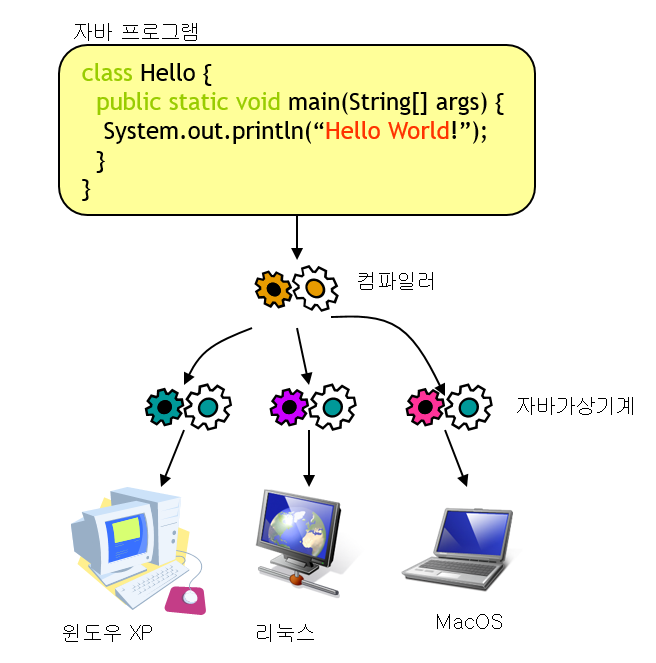 자바 프로그램
class Hello {
public static void main(String[] args) {
System.out.println(“Hello World!”);
}
}
컴파일러
자바가상기계
윈도우 XP
리눅스
MacOS